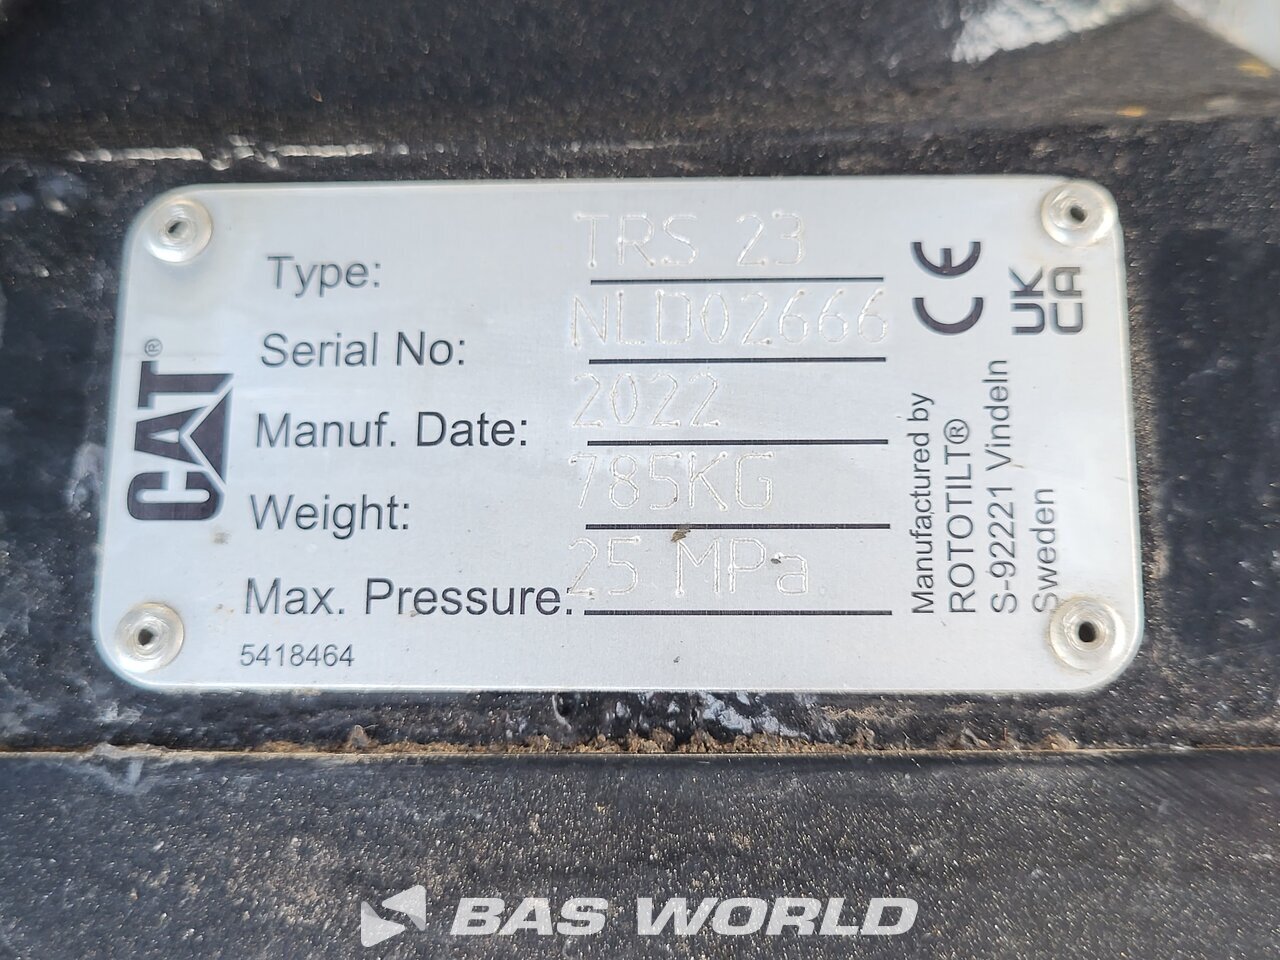 CAT®
Type: TRS 23
Serial No: NLD02666
Manuf. Date: 2022
Weight: 785KG
Max. Pressure: 25 MPa
5418464
CE
UK
CA
Manufactured by
ROTOTILT®
S-92221 Vindeln
Sweden
BAS WORLD